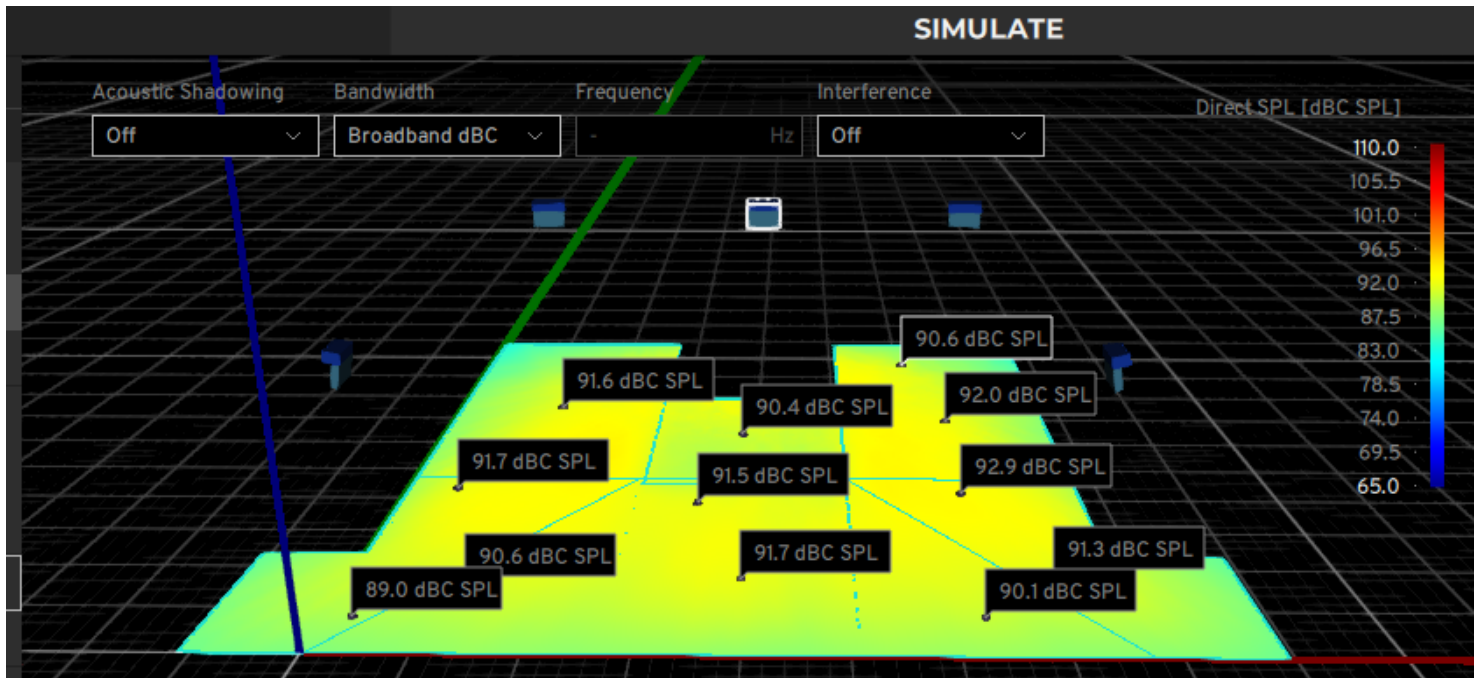 SIMULATE
Acoustic Shadowing
Bandwidth
Frequency
Interference
Off
Broadband dBC
- Hz
Off
Direct SPL [dBC SPL]
110.0
105.5
101.0
96.5
92.0
87.5
83.0
78.5
74.0
69.5
65.0
90.6 dBC SPL
91.6 dBC SPL
92.0 dBC SPL
90.4 dBC SPL
91.7 dBC SPL
91.5 dBC SPL
92.9 dBC SPL
90.6 dBC SPL
91.7 dBC SPL
91.3 dBC SPL
89.0 dBC SPL
90.1 dBC SPL